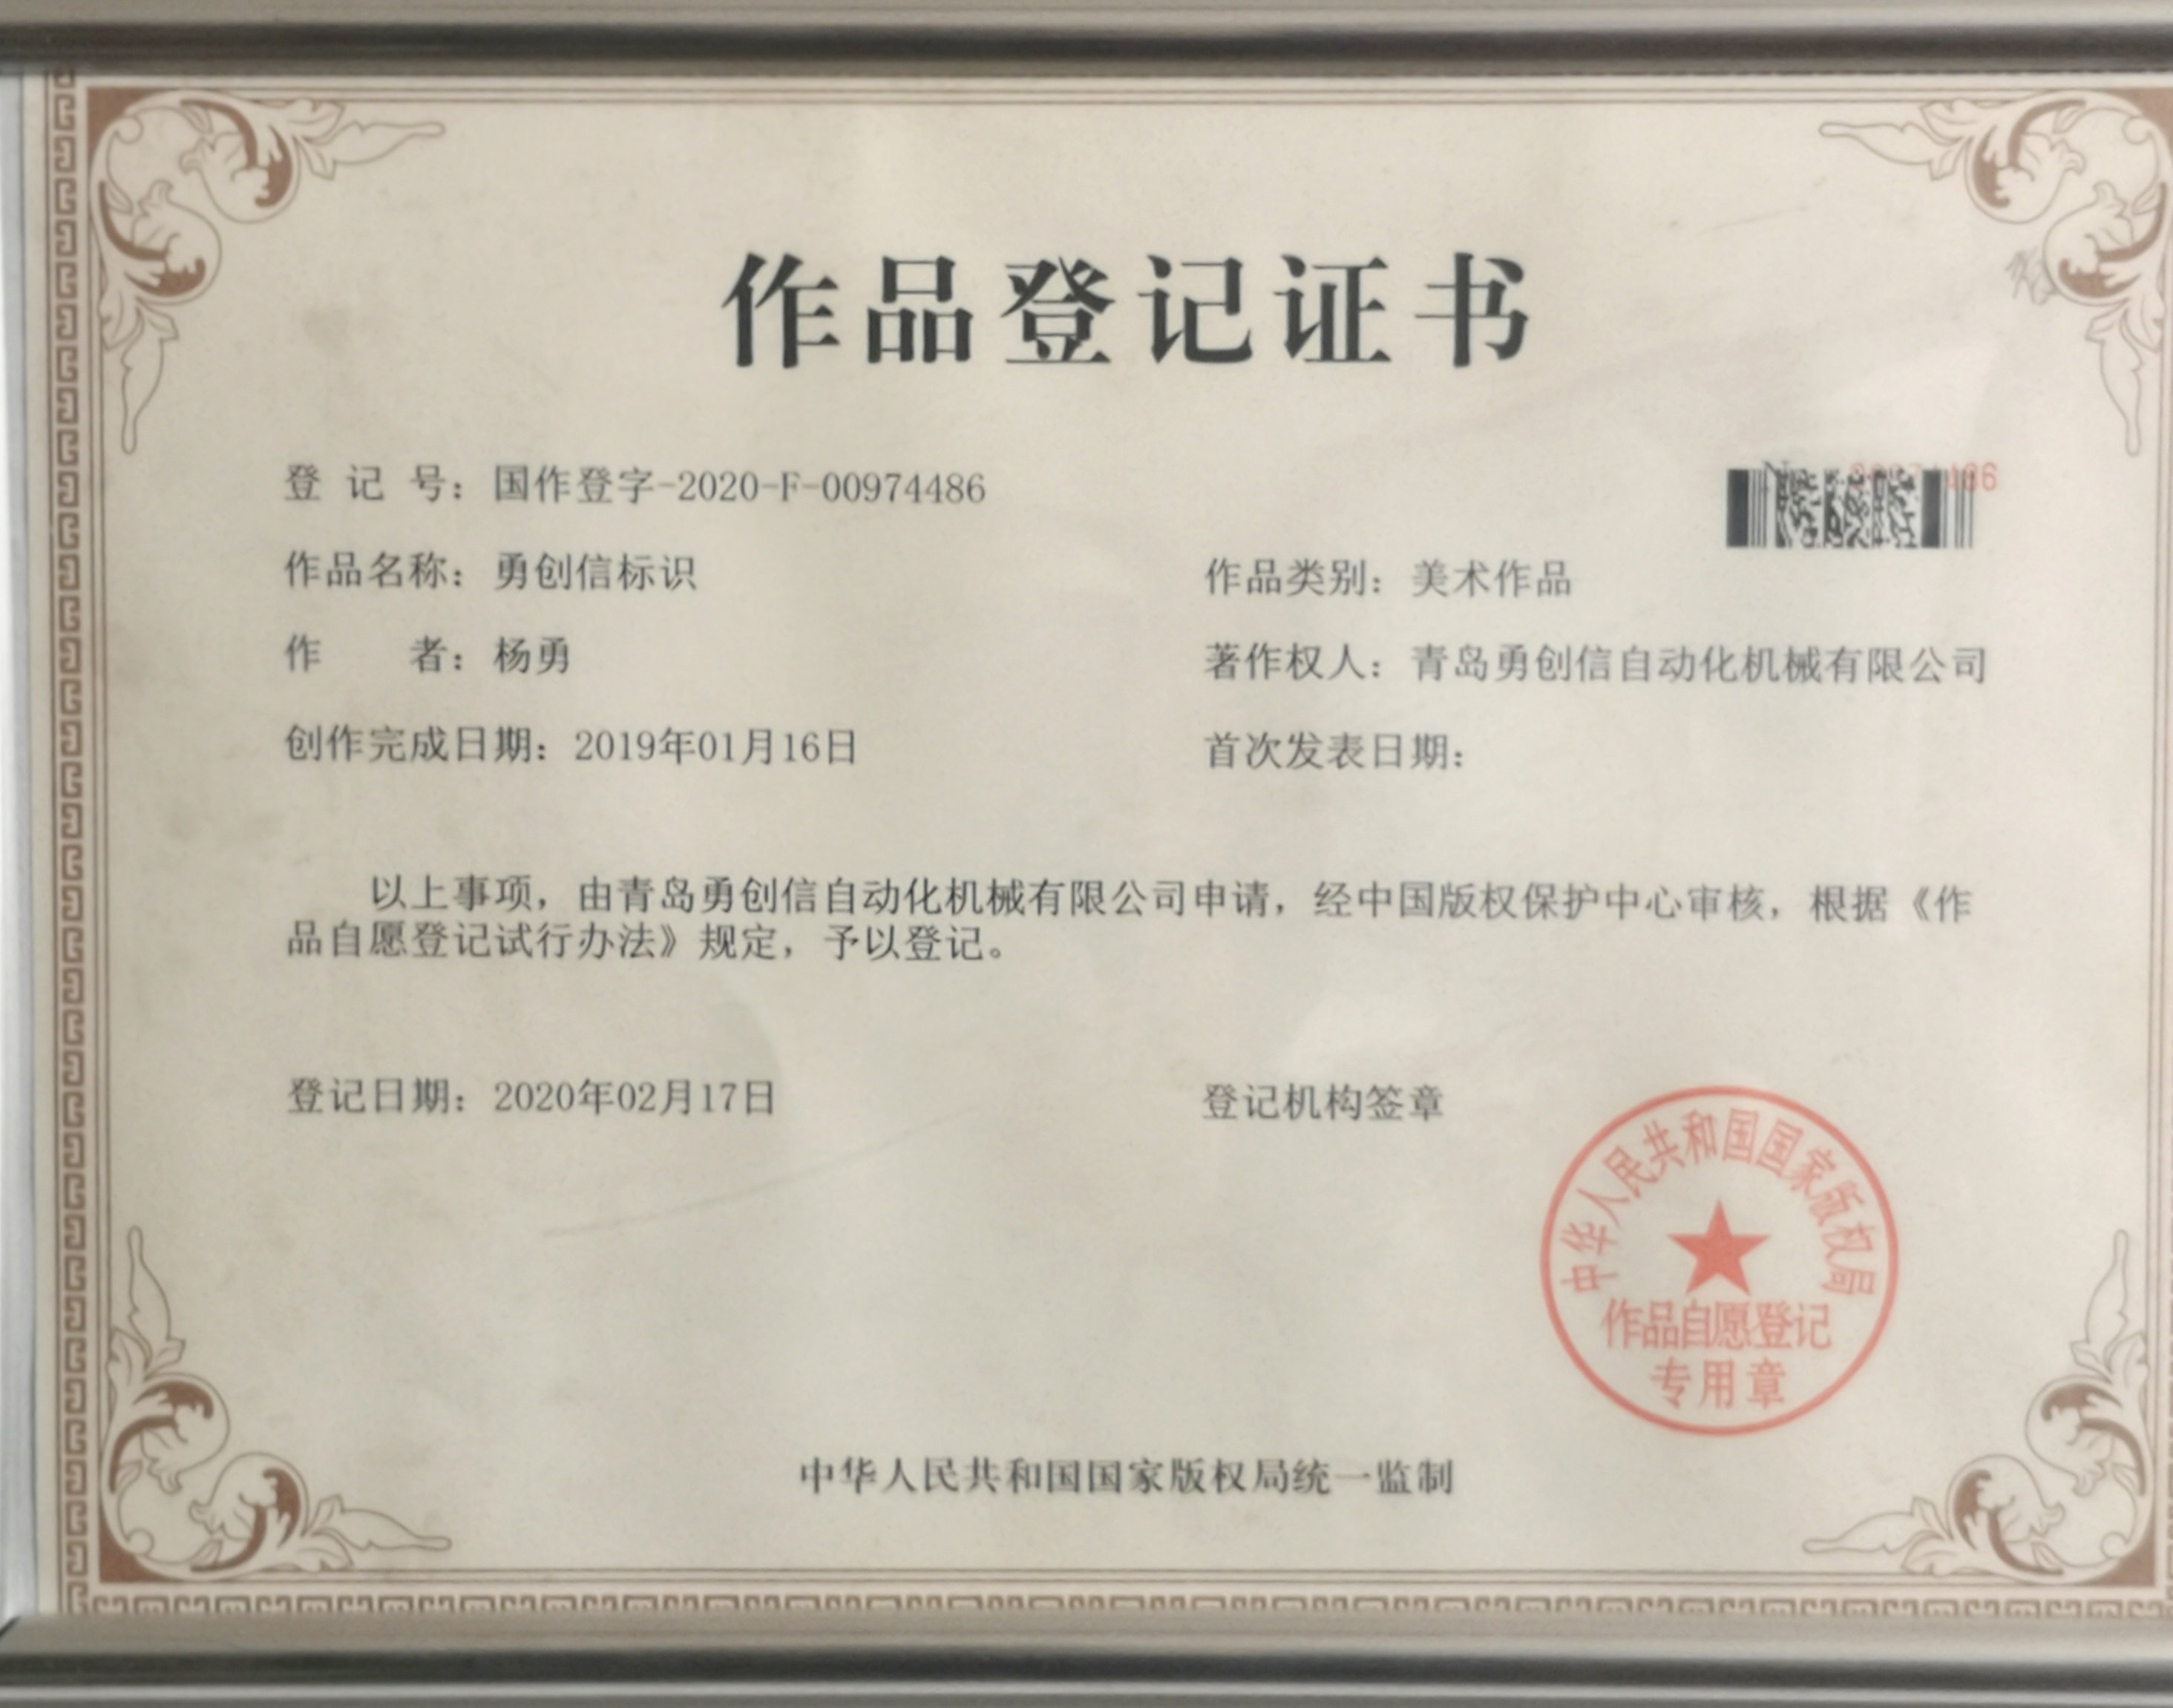 作品登记证书
登 记 号：国作登字-2020-F-00974486
作品名称：勇创信标识
作品类别：美术作品
作　　者：杨勇
著作权人：青岛勇创信自动化机械有限公司
创作完成日期：2019年01月16日
首次发表日期：
以上事项，由青岛勇创信自动化机械有限公司申请，经中国版权保护中心审核，根据《作
品自愿登记试行办法》规定，予以登记。
登记日期：2020年02月17日
登记机构签章
中华人民共和国国家版权局
作品自愿登记
专用章
中华人民共和国国家版权局统一监制